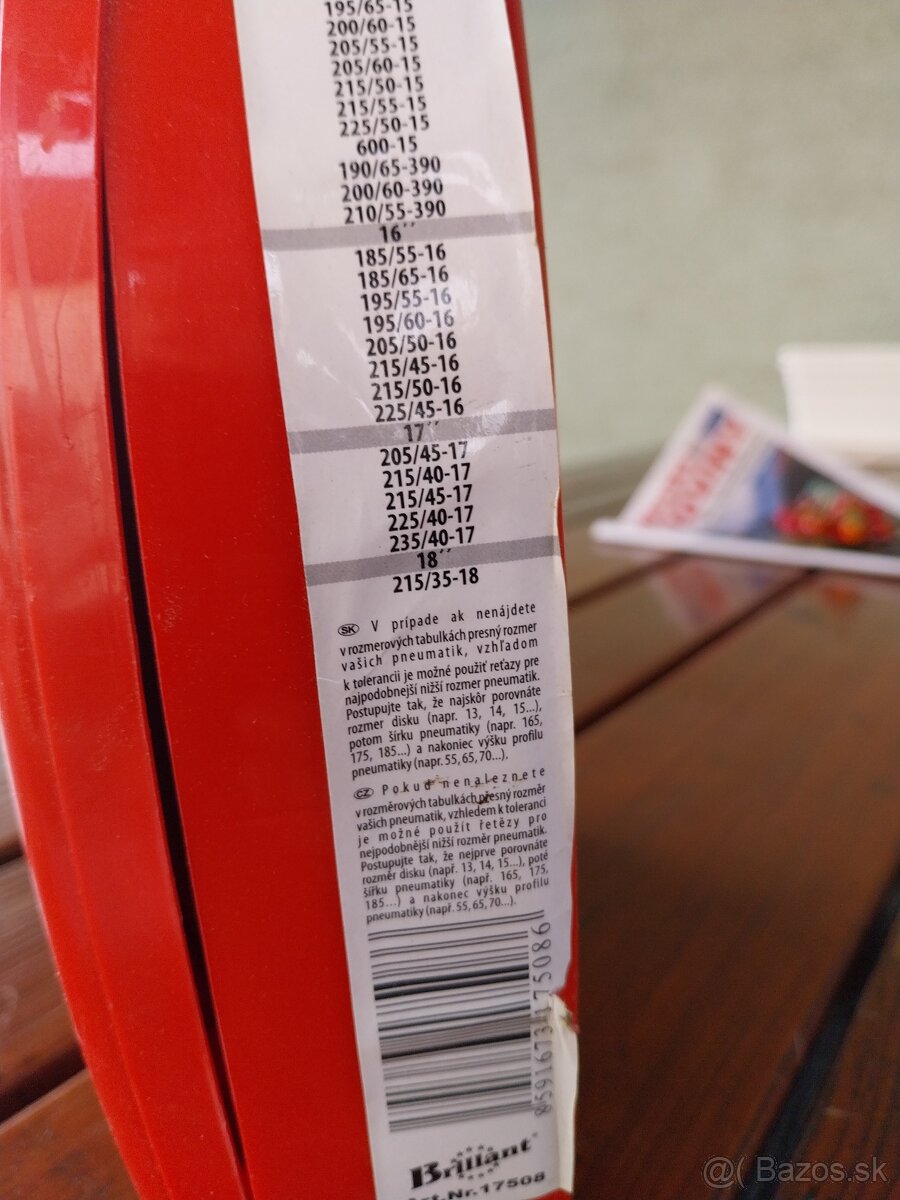 195/65-15
200/60-15
205/55-15
205/60-15
215/50-15
215/55-15
225/50-15
600-15
190/65-390
200/60-390
210/55-390
16´´
185/55-16
185/65-16
195/55-16
195/60-16
205/50-16
215/45-16
215/50-16
225/45-16
17´´
205/45-17
215/40-17
215/45-17
225/40-17
235/40-17
18´´
215/35-18
SK V prípade ak nenájdete
v rozmerových tabulkách presný rozmer
vašich pneumatik, vzhľadom
k tolerancii je možné použiť reťazy pre
najpodobnejší nižší rozmer pneumatik.
Postupujte tak, že najskôr porovnáte
rozmer disku (napr. 13, 14, 15...),
potom šírku pneumatiky (napr. 165,
175, 185...) a nakoniec výšku profilu
pneumatiky (napr. 55, 65, 70...).
CZ Pokud nenaleznete
v rozměrových tabulkách přesný rozměr
vašich pneumatik, vzhledem k toleranci
je možné použít řetězy pro
nejpodobnější nižší rozměr pneumatik.
Postupujte tak, že nejprve porovnáte
rozměr disku (např. 13, 14, 15...), poté
šířku pneumatiky (např. 165, 175,
185...) a nakonec výšku profilu
pneumatiky (např. 55, 65, 70...).
8591673175086
Brillant
Art.Nr.17508
@( Bazos.sk